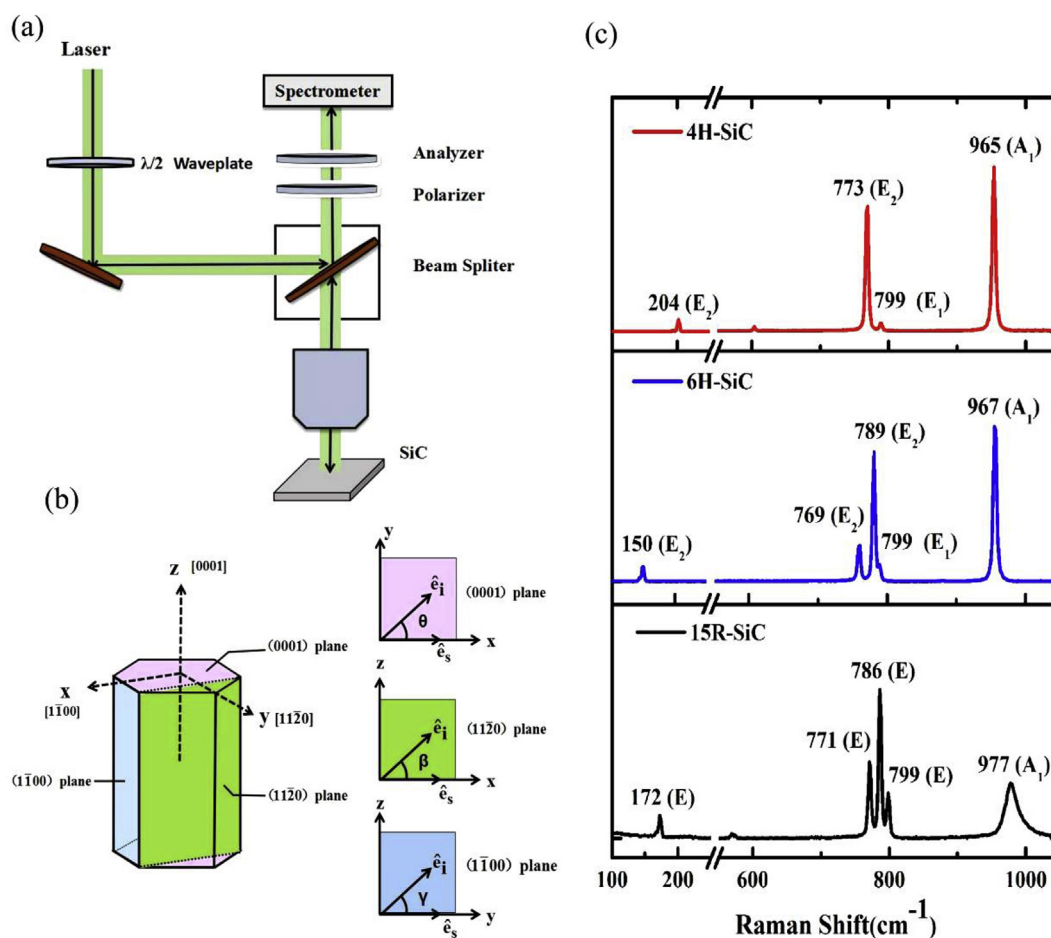 (a)
Laser
Spectrometer
λ/2 Waveplate
Analyzer
Polarizer
Beam Spliter
SiC
(b)
z [0001]
(0001) plane
x
[11̄00]
y [112̄0]
(11̄00) plane
(112̄0) plane
y
êi
(0001) plane
θ
x
ês
z
êi
(112̄0) plane
β
x
ês
z
êi
(11̄00) plane
γ
y
ês
(c)
4H-SiC
965 (A1)
773 (E2)
799 (E1)
204 (E2)
6H-SiC
967 (A1)
789 (E2)
769 (E2)
799 (E1)
150 (E2)
15R-SiC
786 (E)
771 (E)
799 (E)
977 (A1)
172 (E)
100 200 600 800 1000
Raman Shift(cm-1)